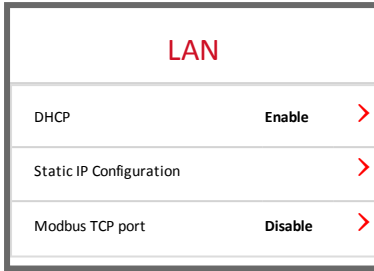 LAN
DHCP Enable
Static IP Configuration
Modbus TCP port Disable